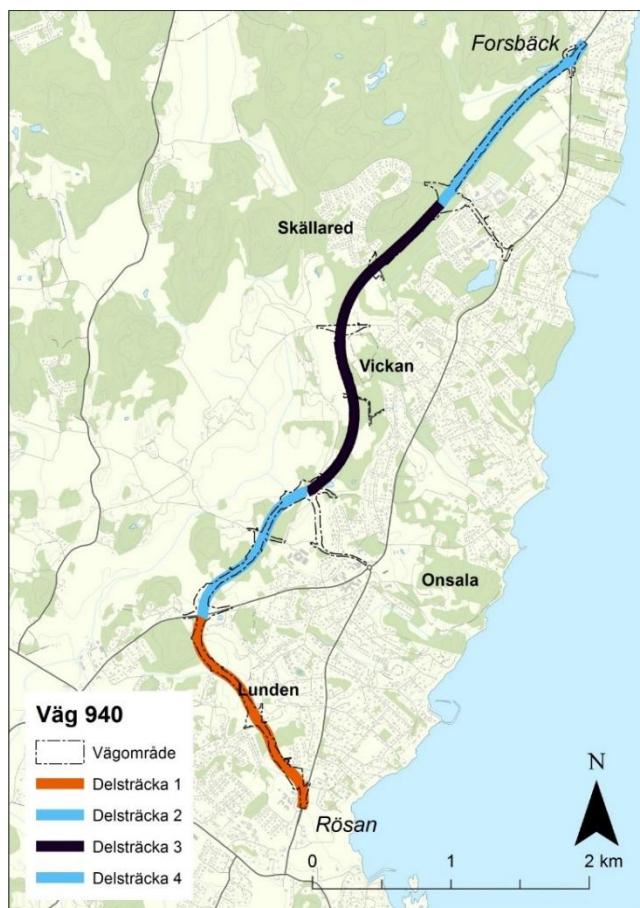 Forsbäck
Skällared
Vickan
Onsala
Lunden
Väg 940
Vägområde
Delsträcka 1
Delsträcka 2
Delsträcka 3
Delsträcka 4
Rösan
N
0 1 2 km